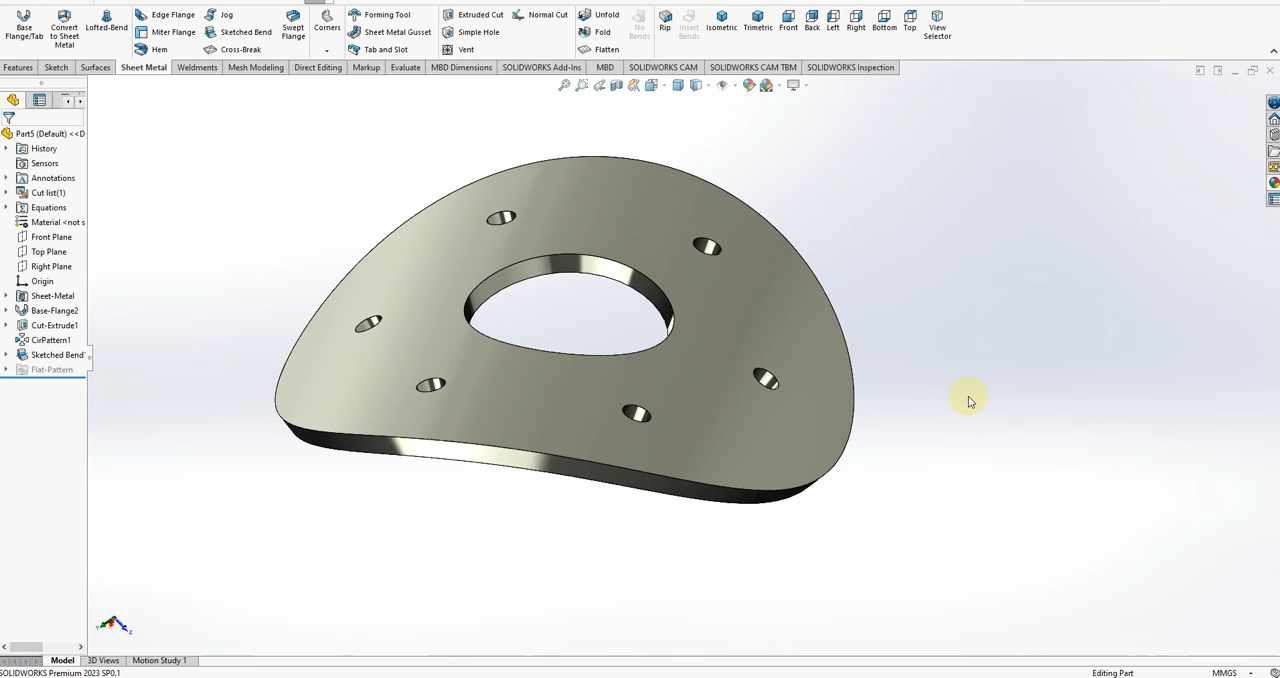 Base Flange/Tab
Convert to Sheet Metal
Lofted-Bend
Edge Flange
Miter Flange
Hem
Jog
Sketched Bend
Cross-Break
Swept Flange
Corners
Forming Tool
Sheet Metal Gusset
Tab and Slot
Extruded Cut
Simple Hole
Vent
Normal Cut
Unfold
Fold
Flatten
No Bends
Rip
Insert Bends
Isometric
Trimetric
Front
Back
Left
Right
Bottom
Top
View Selector
Features
Sketch
Surfaces
Sheet Metal
Weldments
Mesh Modeling
Direct Editing
Markup
Evaluate
MBD Dimensions
SOLIDWORKS Add-Ins
MBD
SOLIDWORKS CAM
SOLIDWORKS CAM TBM
SOLIDWORKS Inspection
Part5 (Default) <<D
History
Sensors
Annotations
Cut list(1)
Equations
Material <not s
Front Plane
Top Plane
Right Plane
Origin
Sheet-Metal
Base-Flange2
Cut-Extrude1
CirPattern1
Sketched Bend
Flat-Pattern
Y
Z
Model
3D Views
Motion Study 1
SOLIDWORKS Premium 2023 SP0.1
Editing Part
MMGS